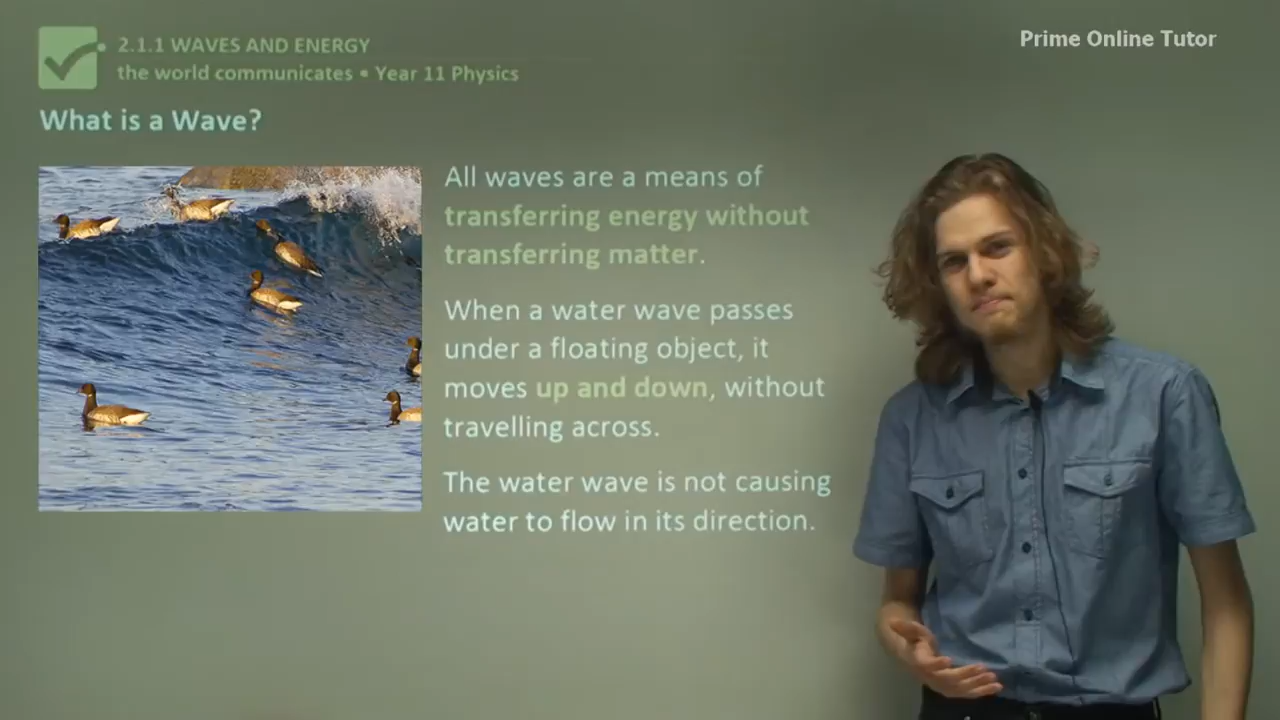 2.1.1 WAVES AND ENERGY
the world communicates • Year 11 Physics
Prime Online Tutor
What is a Wave?
All waves are a means of
transferring energy without
transferring matter.
When a water wave passes
under a floating object, it
moves up and down, without
travelling across.
The water wave is not causing
water to flow in its direction.